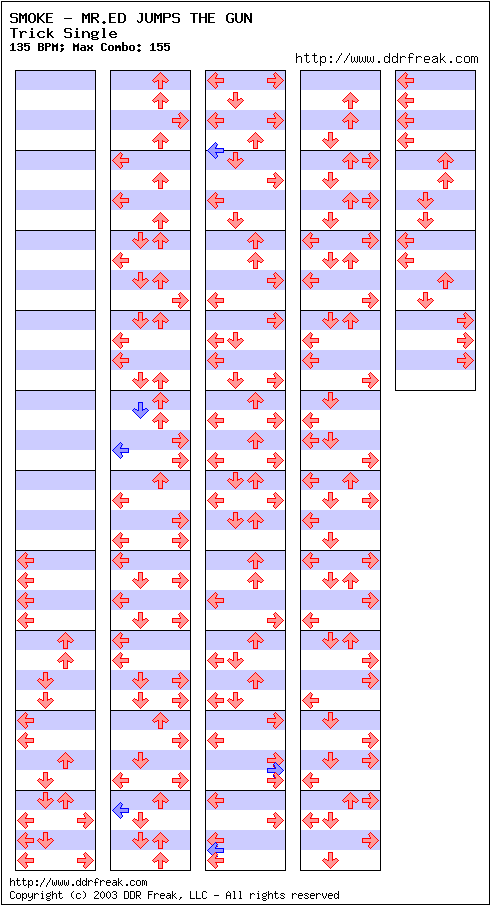 SMOKE - MR.ED JUMPS THE GUN
Trick Single
135 BPM; Max Combo: 155
http://www.ddrfreak.com
http://www.ddrfreak.com
Copyright (c) 2003 DDR Freak, LLC - All rights reserved